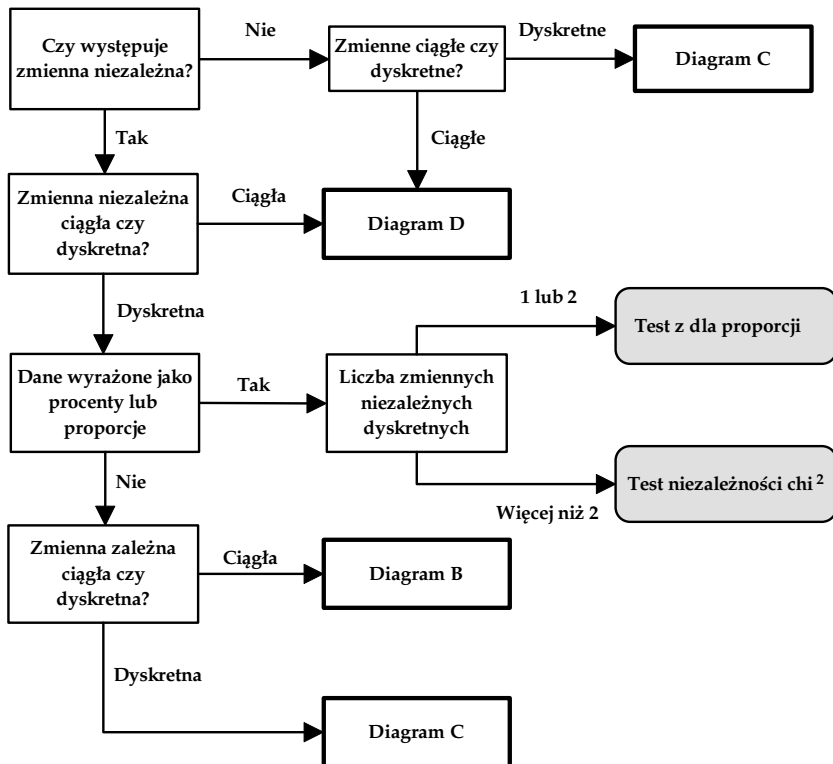 Czy występuje
zmienna niezależna?
Nie
Zmienne ciągłe czy
dyskretne?
Dyskretne
Diagram C
Tak
Ciągłe
Zmienna niezależna
ciągła czy
dyskretna?
Ciągła
Diagram D
Dyskretna
1 lub 2
Test z dla proporcji
Dane wyrażone jako
procenty lub
proporcje
Tak
Liczba zmiennych
niezależnych
dyskretnych
Nie
Więcej niż 2
Test niezależności chi ²
Zmienna zależna
ciągła czy
dyskretna?
Ciągła
Diagram B
Dyskretna
Diagram C